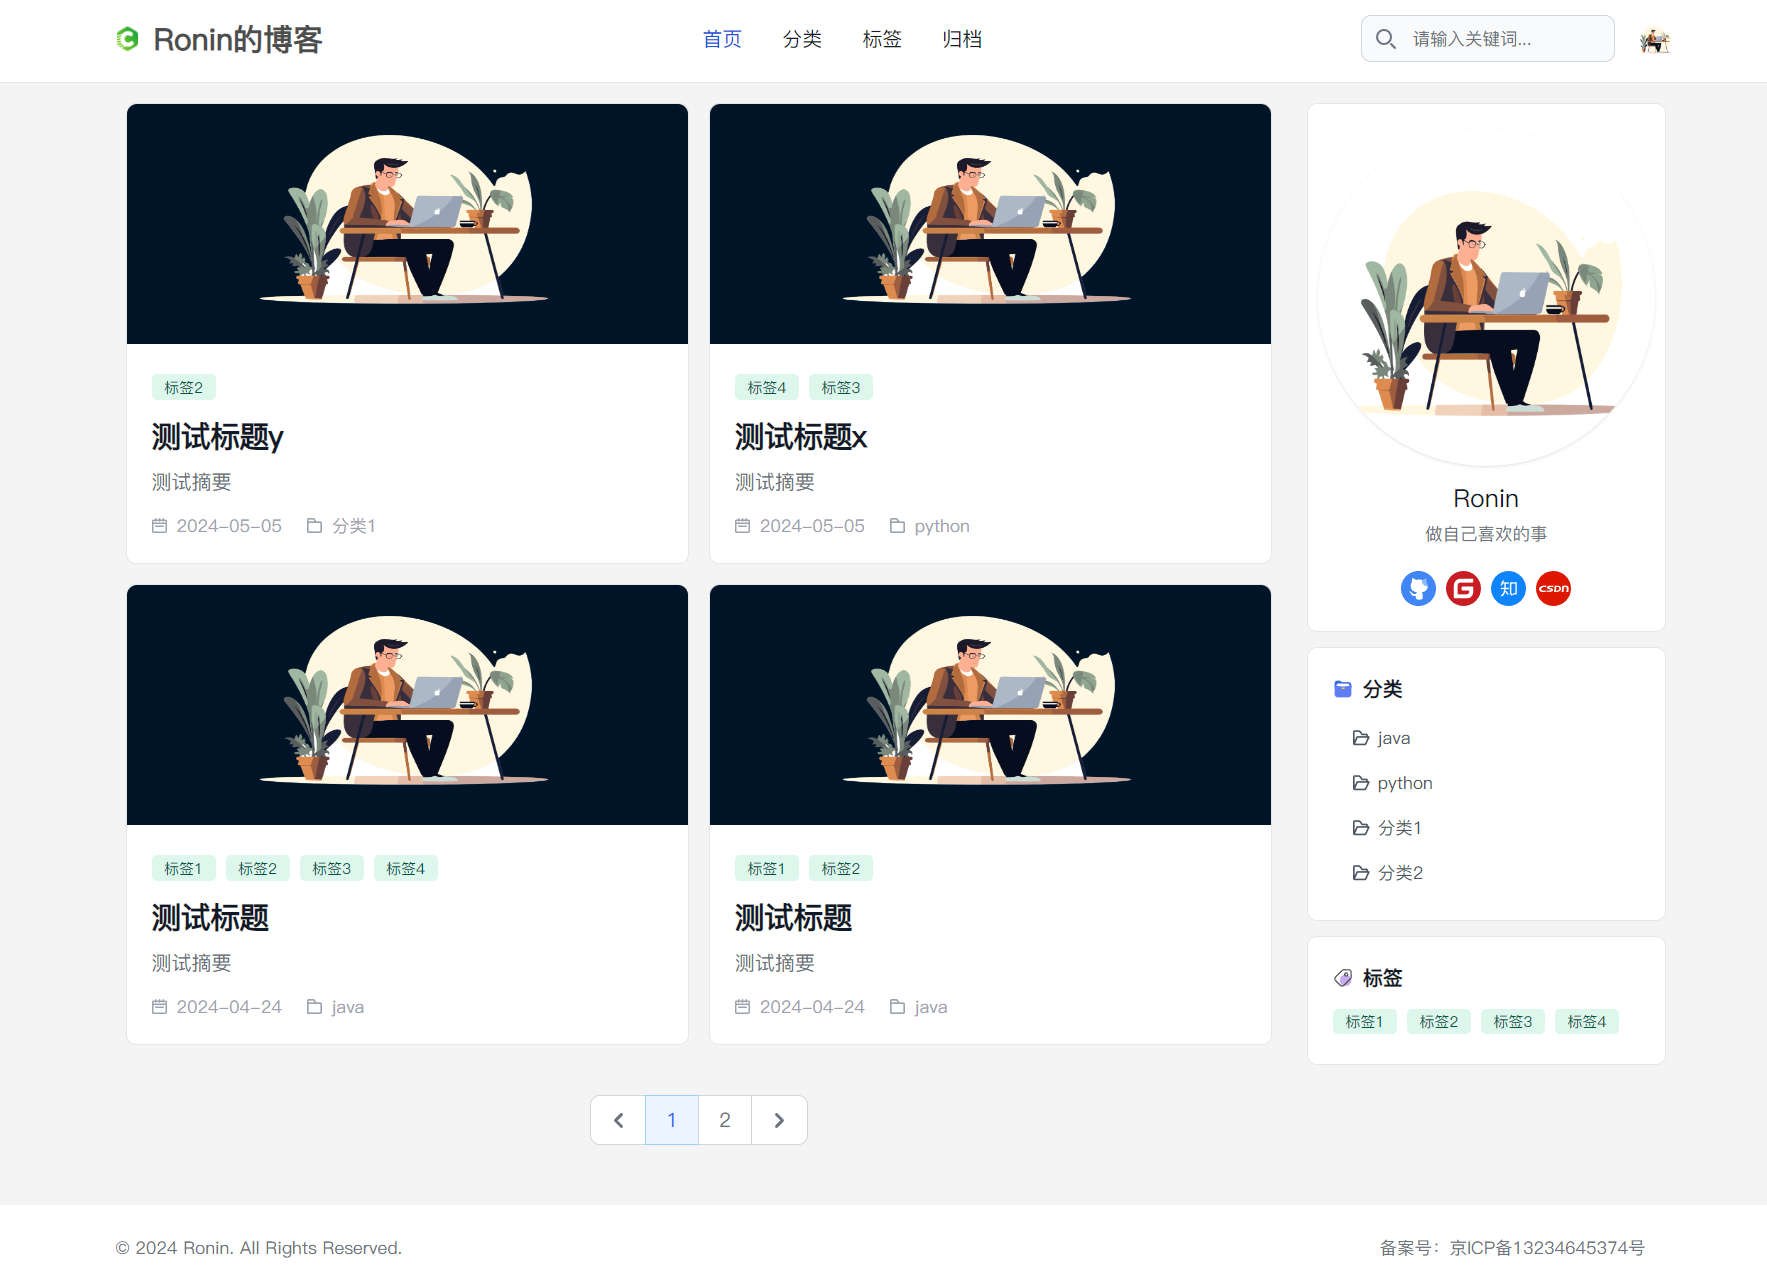 Ronin的博客
首页 分类 标签 归档
请输入关键词...
标签2
测试标题y
测试摘要
2024-05-05 分类1
标签4 标签3
测试标题x
测试摘要
2024-05-05 python
标签1 标签2 标签3 标签4
测试标题
测试摘要
2024-04-24 java
标签1 标签2
测试标题
测试摘要
2024-04-24 java
1 2
Ronin
做自己喜欢的事
知 CSDN
分类
java
python
分类1
分类2
标签
标签1 标签2 标签3 标签4
© 2024 Ronin. All Rights Reserved.
备案号：京ICP备13234645374号